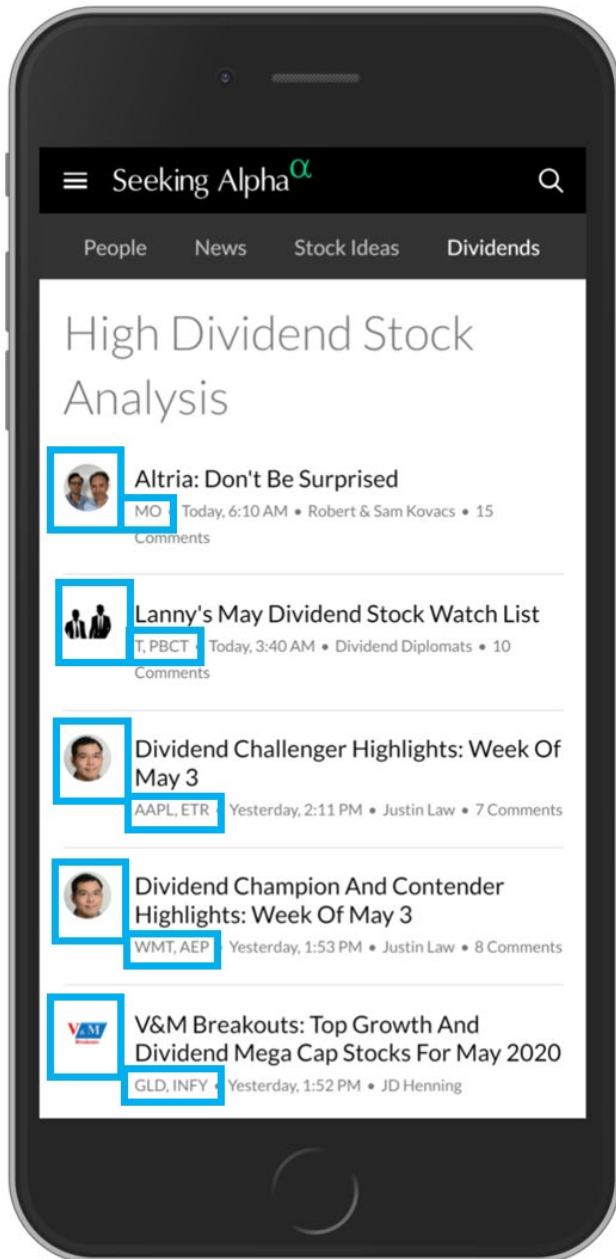 Seeking Alpha α
People News Stock Ideas Dividends
High Dividend Stock
Analysis
Altria: Don't Be Surprised
MO • Today, 6:10 AM • Robert & Sam Kovacs • 15
Comments
Lanny's May Dividend Stock Watch List
T, PBCT • Today, 3:40 AM • Dividend Diplomats • 10
Comments
Dividend Challenger Highlights: Week Of
May 3
AAPL, ETR • Yesterday, 2:11 PM • Justin Law • 7 Comments
Dividend Champion And Contender
Highlights: Week Of May 3
WMT, AEP • Yesterday, 1:53 PM • Justin Law • 8 Comments
V&M
Breakouts
V&M Breakouts: Top Growth And
Dividend Mega Cap Stocks For May 2020
GLD, INFY • Yesterday, 1:52 PM • JD Henning